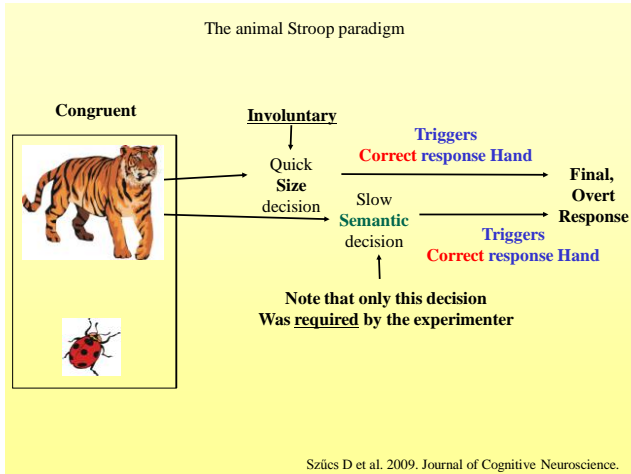 The animal Stroop paradigm
Congruent
Involuntary
Quick
Size
decision
Triggers
Correct response Hand
Slow
Semantic
decision
Triggers
Correct response Hand
Final,
Overt
Response
Note that only this decision
Was required by the experimenter
Szűcs D et al. 2009. Journal of Cognitive Neuroscience.